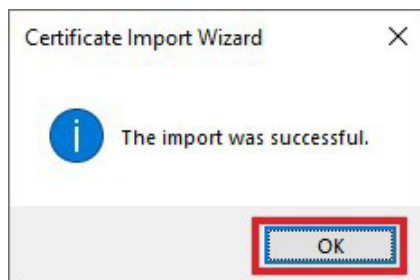 Certificate Import Wizard
The import was successful.
OK